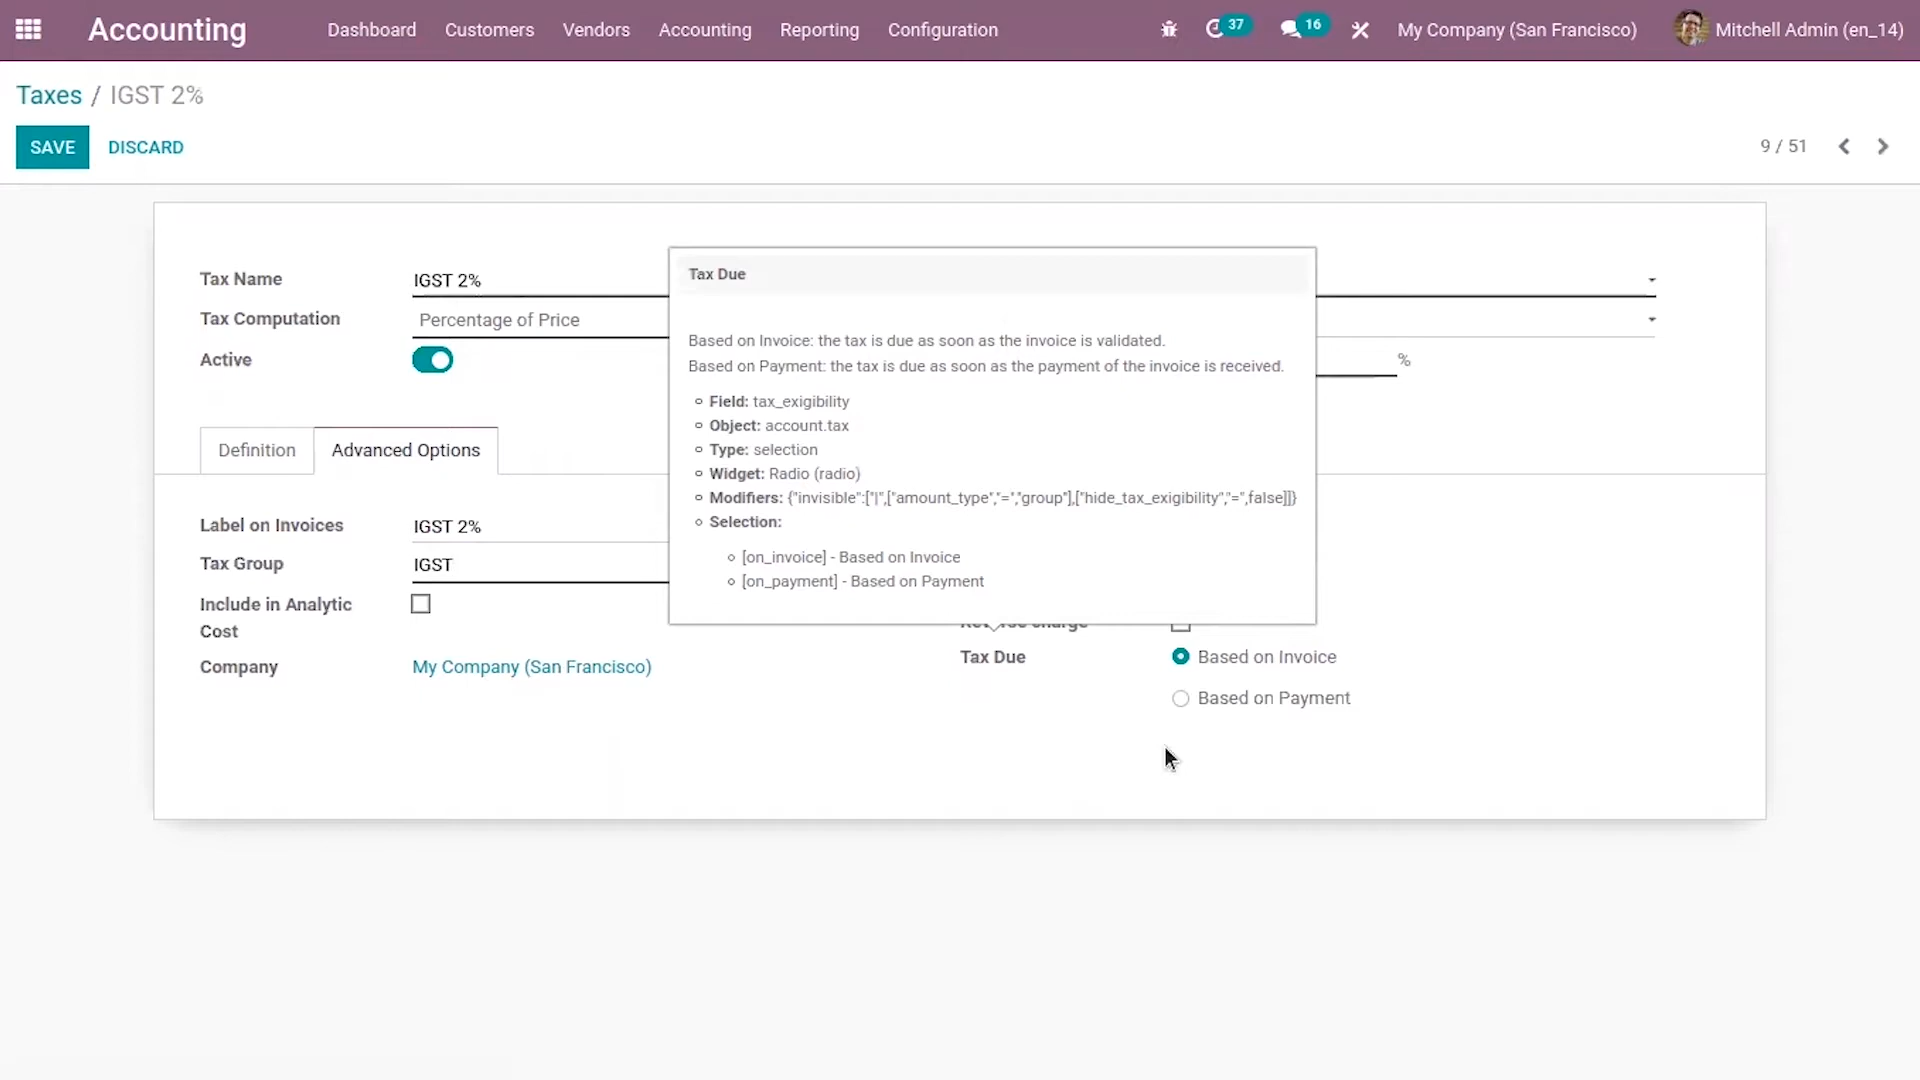 Accounting Dashboard Customers Vendors Accounting Reporting Configuration 37 16 My Company (San Francisco) Mitchell Admin (en_14)
Taxes / IGST 2%
SAVE DISCARD 9 / 51
Tax Name IGST 2%
Tax Computation Percentage of Price
Active %
Tax Due
Based on Invoice: the tax is due as soon as the invoice is validated.
Based on Payment: the tax is due as soon as the payment of the invoice is received.
Field: tax_exigibility
Object: account.tax
Type: selection
Widget: Radio (radio)
Modifiers: {"invisible":["|",["amount_type","=","group"],["hide_tax_exigibility","=",false]]}
Selection:
[on_invoice] - Based on Invoice
[on_payment] - Based on Payment
Definition Advanced Options
Label on Invoices IGST 2%
Tax Group IGST
Include in Analytic
Cost
Company My Company (San Francisco)
Tax Due Based on Invoice
Based on Payment